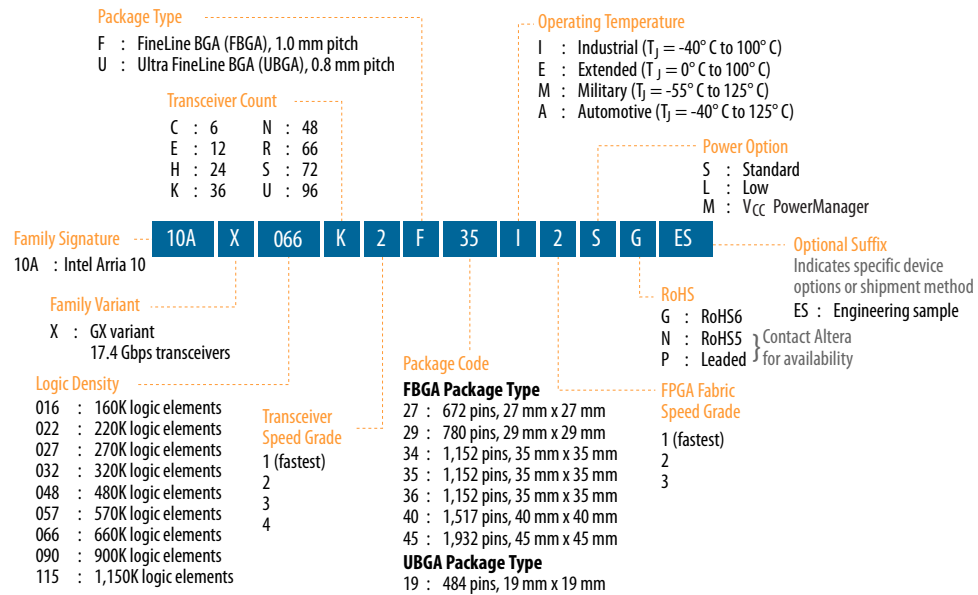 Package Type
F : FineLine BGA (FBGA), 1.0 mm pitch
U : Ultra FineLine BGA (UBGA), 0.8 mm pitch
Operating Temperature
I : Industrial (TJ = -40° C to 100° C)
E : Extended (TJ = 0° C to 100° C)
M : Military (TJ = -55° C to 125° C)
A : Automotive (TJ = -40° C to 125° C)
Transceiver Count
C : 6 N : 48
E : 12 R : 66
H : 24 S : 72
K : 36 U : 96
Power Option
S : Standard
L : Low
M : VCC PowerManager
10A X 066 K 2 F 35 I 2 S G ES
Family Signature
10A : Intel Arria 10
Optional Suffix
Indicates specific device
options or shipment method
ES : Engineering sample
Family Variant
X : GX variant
17.4 Gbps transceivers
RoHS
G : RoHS6
N : RoHS5
P : Leaded
} Contact Altera
for availability
Logic Density
016 : 160K logic elements
022 : 220K logic elements
027 : 270K logic elements
032 : 320K logic elements
048 : 480K logic elements
057 : 570K logic elements
066 : 660K logic elements
090 : 900K logic elements
115 : 1,150K logic elements
Transceiver
Speed Grade
1 (fastest)
2
3
4
Package Code
FBGA Package Type
27 : 672 pins, 27 mm x 27 mm
29 : 780 pins, 29 mm x 29 mm
34 : 1,152 pins, 35 mm x 35 mm
35 : 1,152 pins, 35 mm x 35 mm
36 : 1,152 pins, 35 mm x 35 mm
40 : 1,517 pins, 40 mm x 40 mm
45 : 1,932 pins, 45 mm x 45 mm
UBGA Package Type
19 : 484 pins, 19 mm x 19 mm
FPGA Fabric
Speed Grade
1 (fastest)
2
3